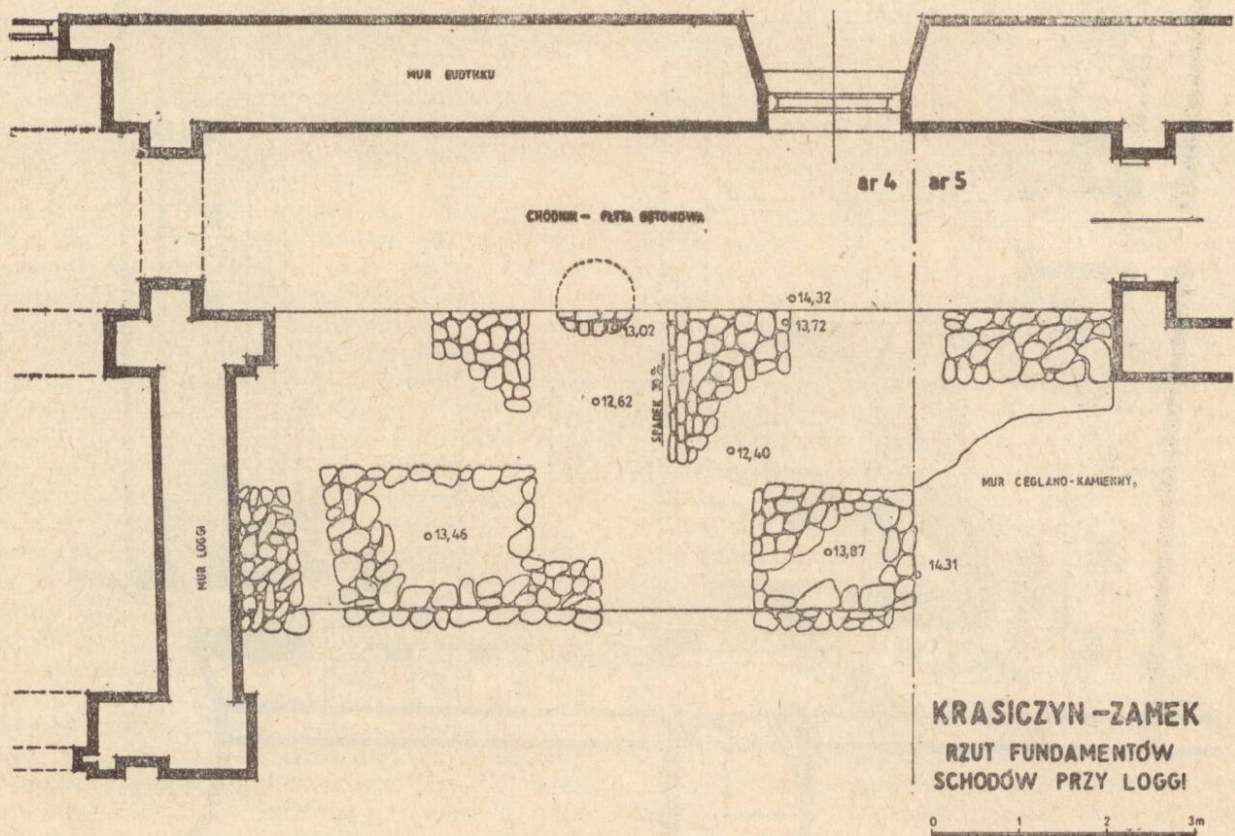 MUR BUDYNKU
ar 4 ar 5
CHODNIK - PŁYTA BETONOWA
14,32
13,02
13,72
SPADEK 30%
12,62
12,40
MUR CEGLANO-KAMIENNY.
13,46
13,87
14.31
MUR LOGGI
KRASICZYN-ZAMEK
RZUT FUNDAMENTÓW
SCHODÓW PRZY LOGGI
0 1 2 3m